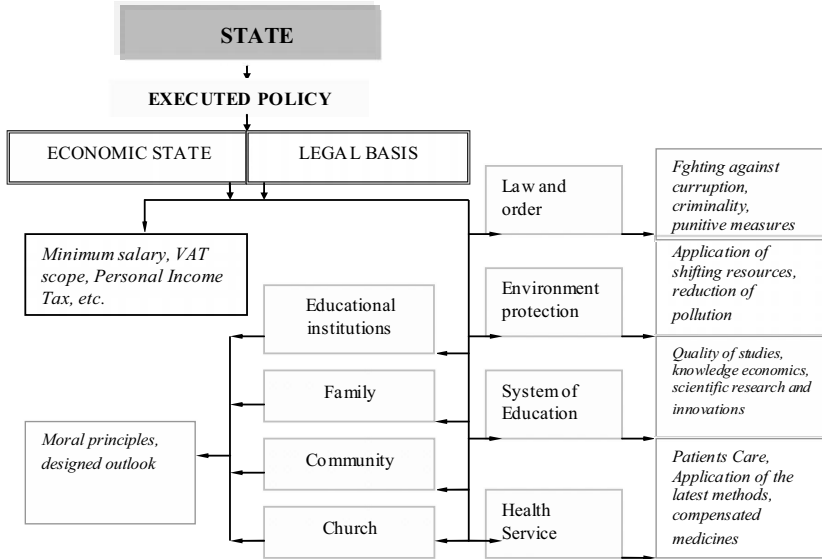 STATE
EXECUTED POLICY
ECONOMIC STATE
LEGAL BASIS
Minimum salary, VAT
scope, Personal Income
Tax, etc.
Law and
order
Fghting against
curruption,
criminality,
punitive measures
Environment
protection
Application of
shifting resources,
reduction of
pollution
Educational
institutions
Family
Community
Church
Moral principles,
designed outlook
System of
Education
Quality of studies,
knowledge economics,
scientific research and
innovations
Health
Service
Patients Care,
Application of the
latest methods,
compensated
medicines